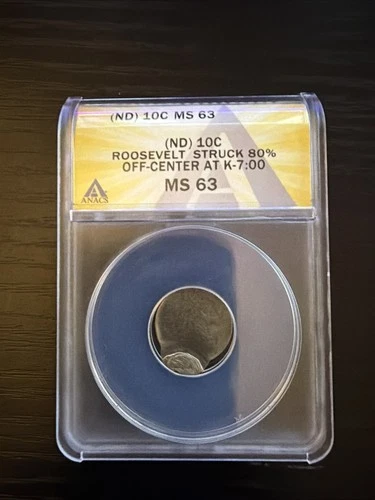 (ND) 10C MS 63
(ND) 10C
ROOSEVELT STRUCK 80%
OFF-CENTER AT K-7:00
MS 63
ANACS